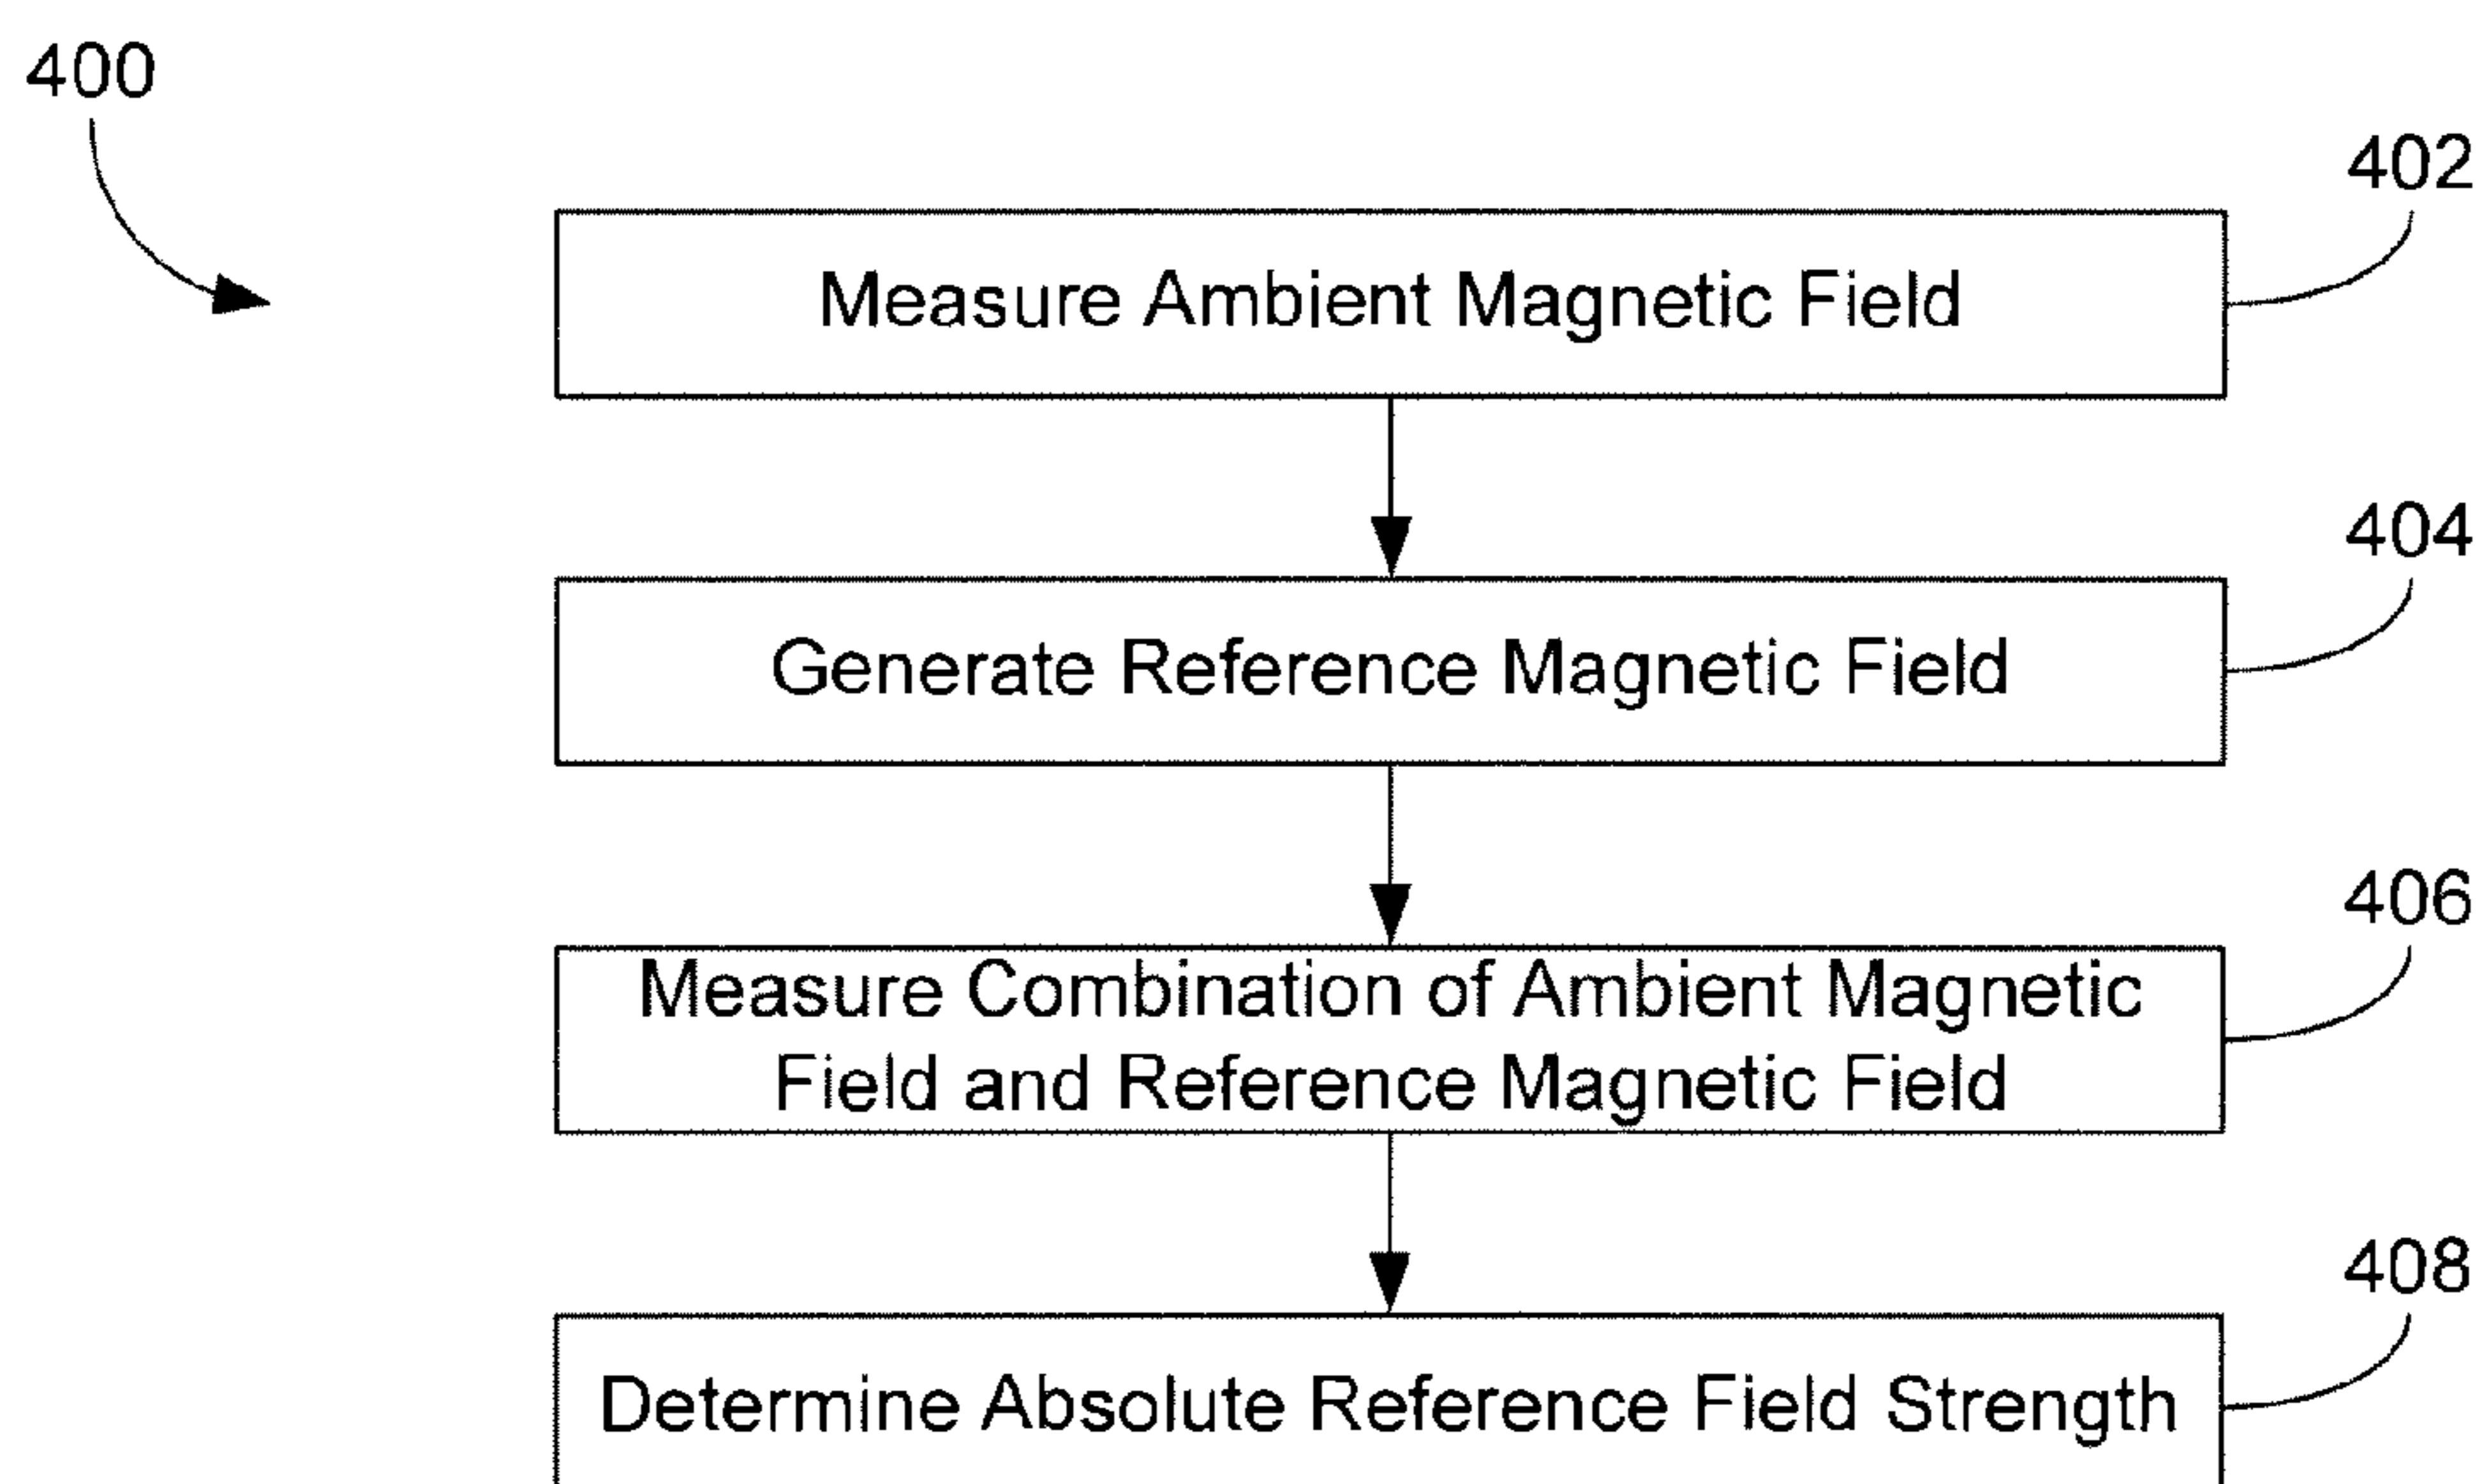 400
402
Measure Ambient Magnetic Field
404
Generate Reference Magnetic Field
406
Measure Combination of Ambient Magnetic
Field and Reference Magnetic Field
408
Determine Absolute Reference Field Strength